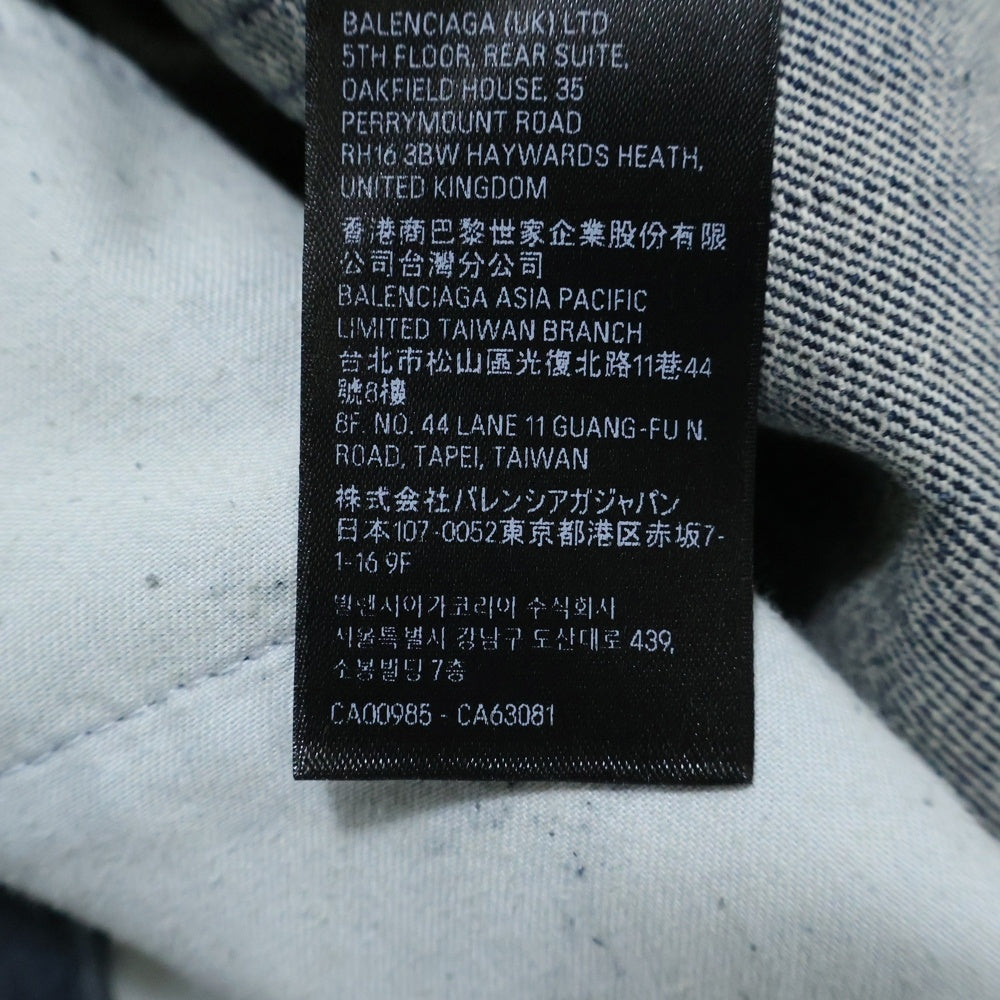 BALENCIAGA (UK) LTD
5TH FLOOR, REAR SUITE,
OAKFIELD HOUSE, 35
PERRYMOUNT ROAD
RH16 3BW HAYWARDS HEATH,
UNITED KINGDOM
香港商巴黎世家企業股份有限
公司台灣分公司
BALENCIAGA ASIA PACIFIC
LIMITED TAIWAN BRANCH
台北市松山區光復北路11巷44
號8樓
8F. NO. 44 LANE 11 GUANG-FU N.
ROAD, TAPEI, TAIWAN
株式会社バレンシアガジャパン
日本107-0052東京都港区赤坂7-
1-16 9F
발렌시아가코리아 주식회사
서울특별시 강남구 도산대로 439,
소봉빌딩 7층
CA00985 - CA63081